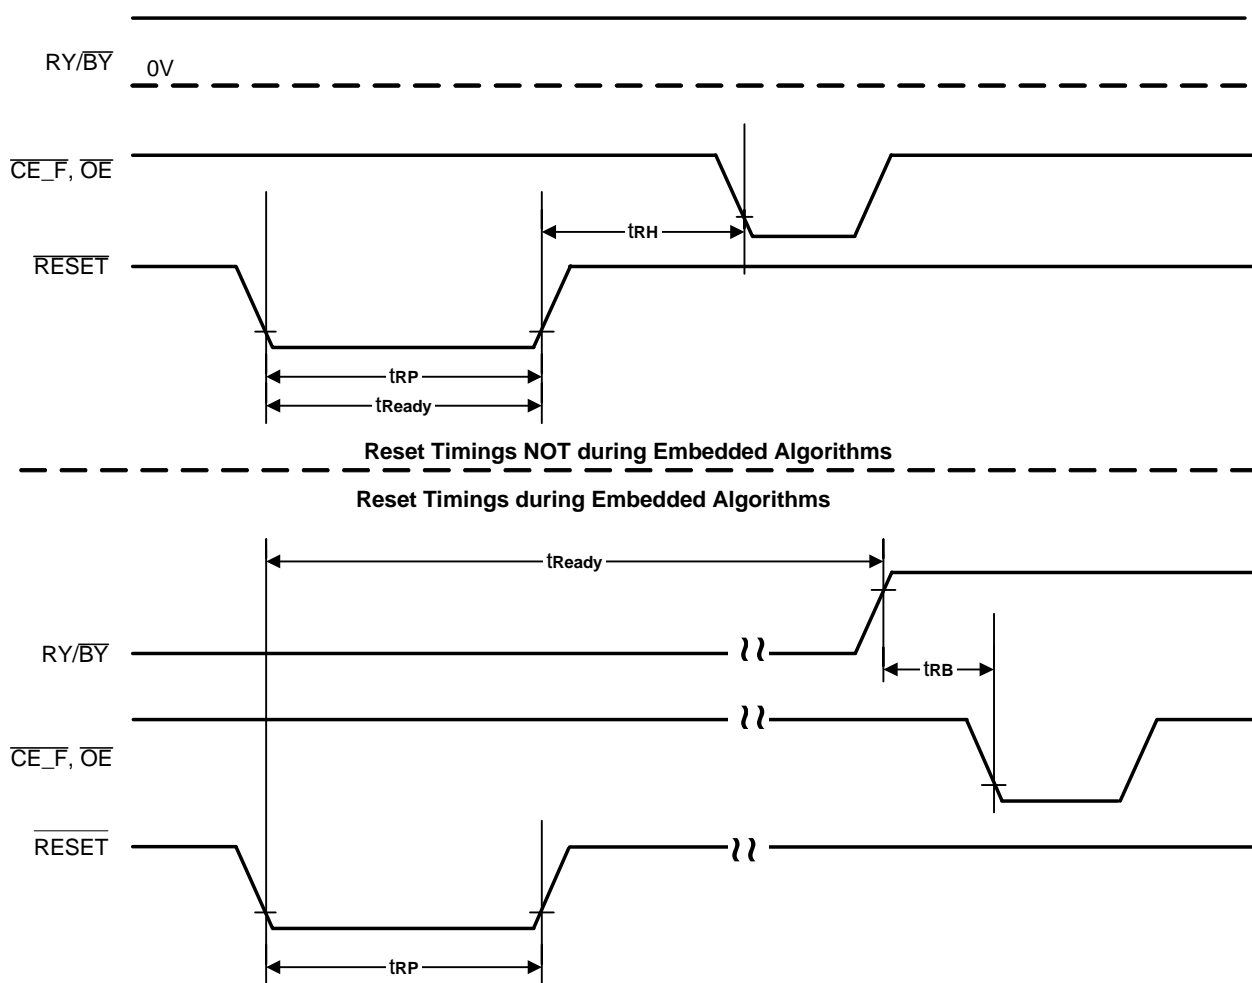 RY/BY
0V
CE_F, OE
tRH
RESET
tRP
tReady
Reset Timings NOT during Embedded Algorithms
Reset Timings during Embedded Algorithms
tReady
RY/BY
tRB
CE_F, OE
RESET
tRP